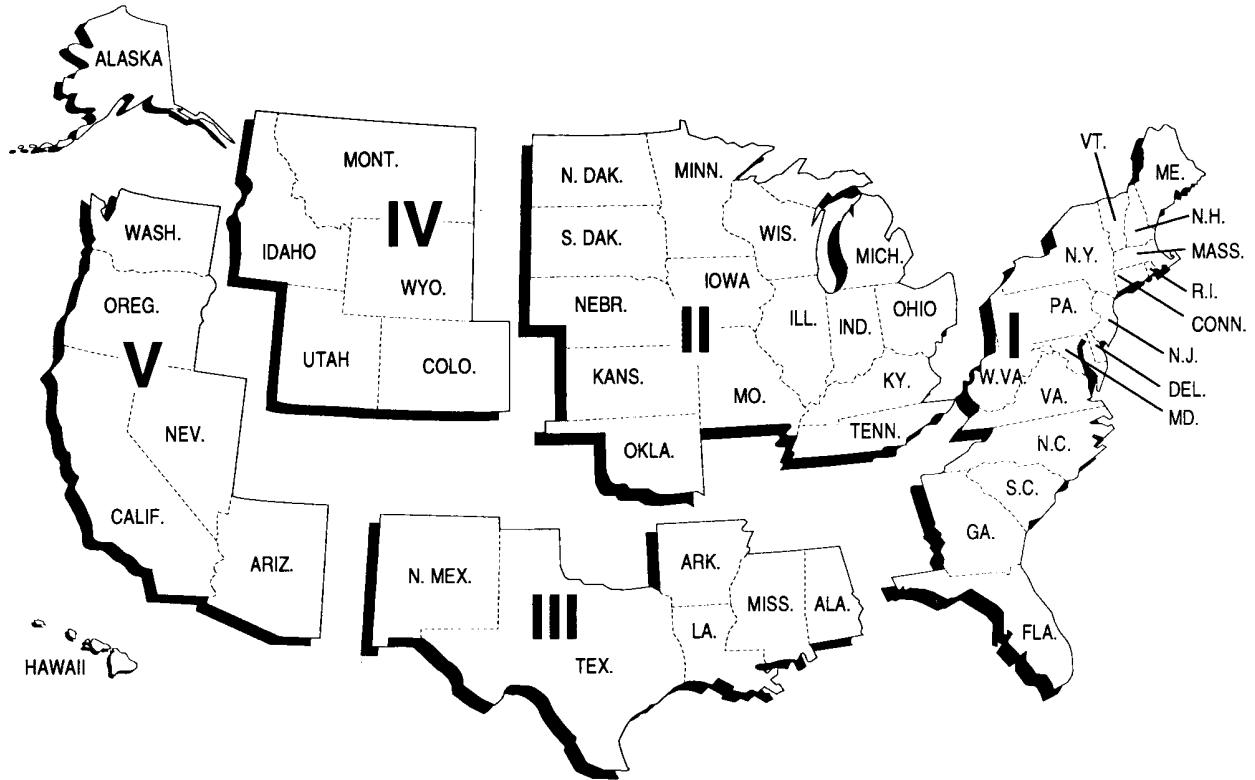 ALASKA
MONT.
N. DAK.
MINN.
VT.
ME.
WASH.
IV
S. DAK.
WIS.
N.H.
IDAHO
MICH.
N.Y.
MASS.
WYO.
IOWA
R.I.
OREG.
NEBR.
II
ILL.
IND.
OHIO
PA.
CONN.
V
UTAH
COLO.
KANS.
I
N.J.
MO.
KY.
W.VA.
VA.
DEL.
MD.
NEV.
OKLA.
TENN.
N.C.
S.C.
CALIF.
ARIZ.
N. MEX.
ARK.
GA.
III
MISS.
ALA.
LA.
FLA.
HAWAII
TEX.